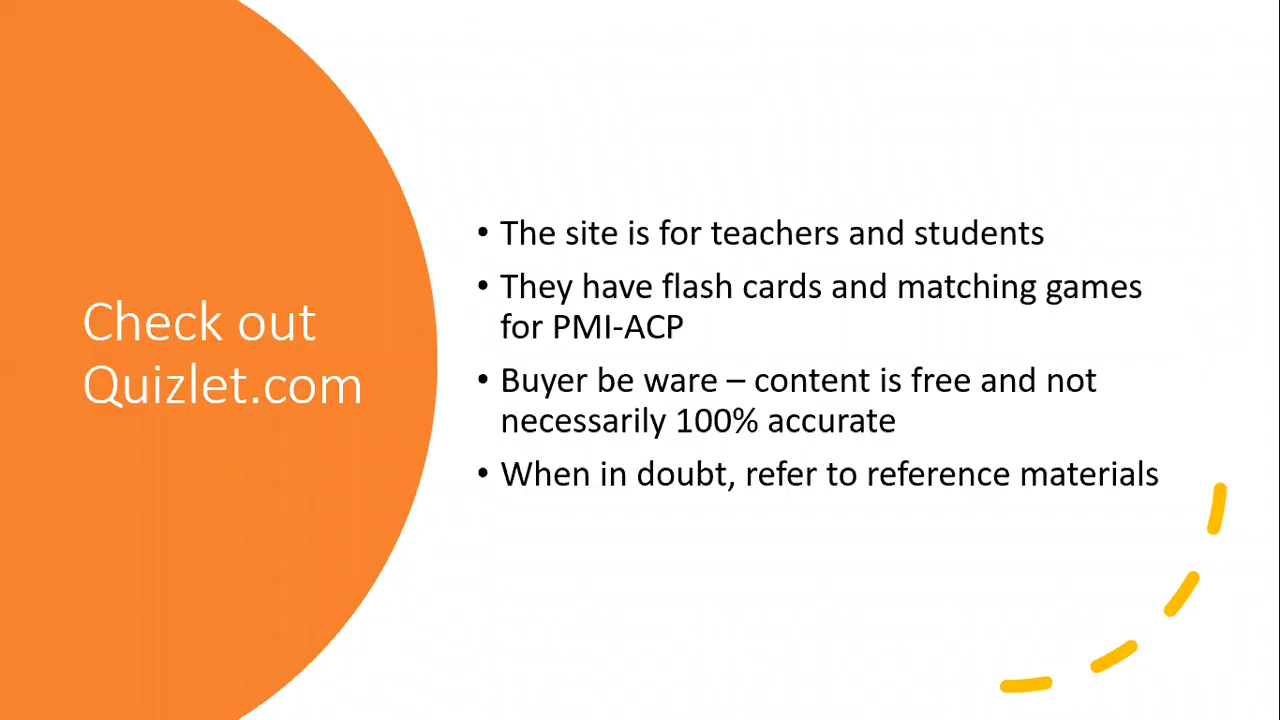 Check out
Quizlet.com
• The site is for teachers and students
• They have flash cards and matching games
for PMI-ACP
• Buyer be ware – content is free and not
necessarily 100% accurate
• When in doubt, refer to reference materials